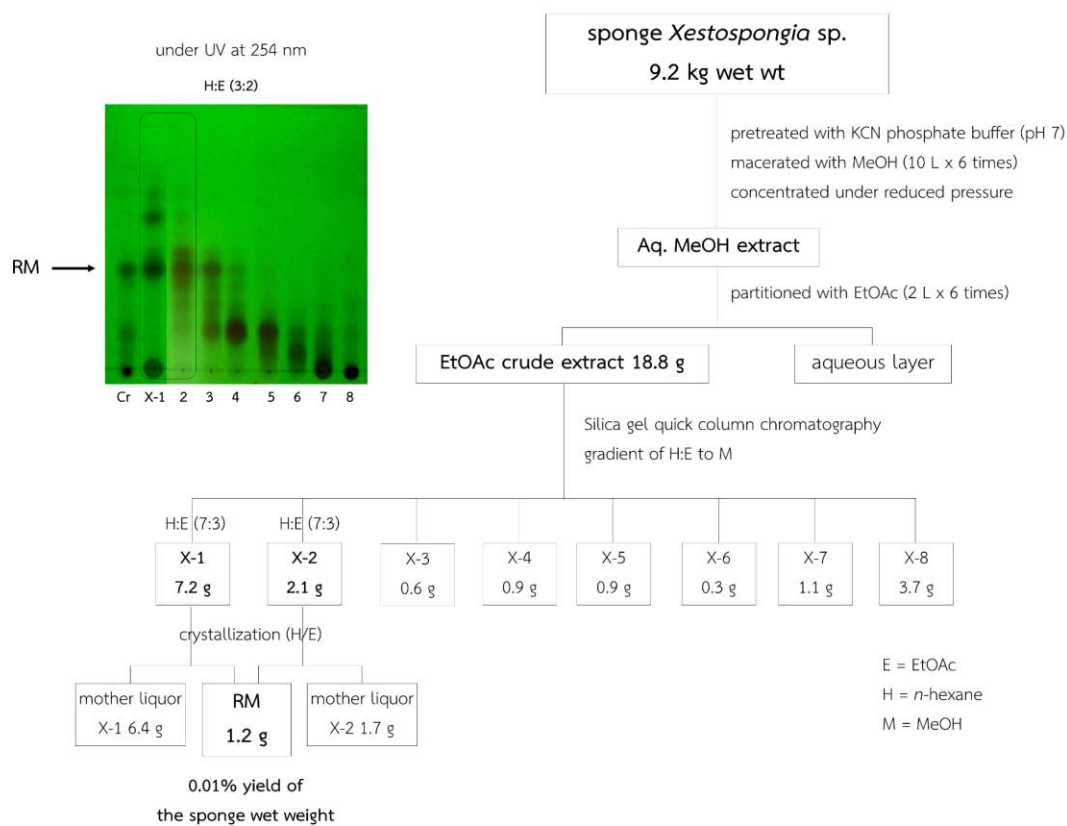 under UV at 254 nm
H:E (3:2)
RM
Cr X-1 2 3 4 5 6 7 8
sponge Xestospongia sp.
9.2 kg wet wt
pretreated with KCN phosphate buffer (pH 7)
macerated with MeOH (10 L x 6 times)
concentrated under reduced pressure
Aq. MeOH extract
partitioned with EtOAc (2 L x 6 times)
EtOAc crude extract 18.8 g
aqueous layer
Silica gel quick column chromatography
gradient of H:E to M
H:E (7:3)
H:E (7:3)
X-1
7.2 g
X-2
2.1 g
X-3
0.6 g
X-4
0.9 g
X-5
0.9 g
X-6
0.3 g
X-7
1.1 g
X-8
3.7 g
crystallization (H/E)
mother liquor
X-1 6.4 g
RM
1.2 g
mother liquor
X-2 1.7 g
0.01% yield of
the sponge wet weight
E = EtOAc
H = n-hexane
M = MeOH